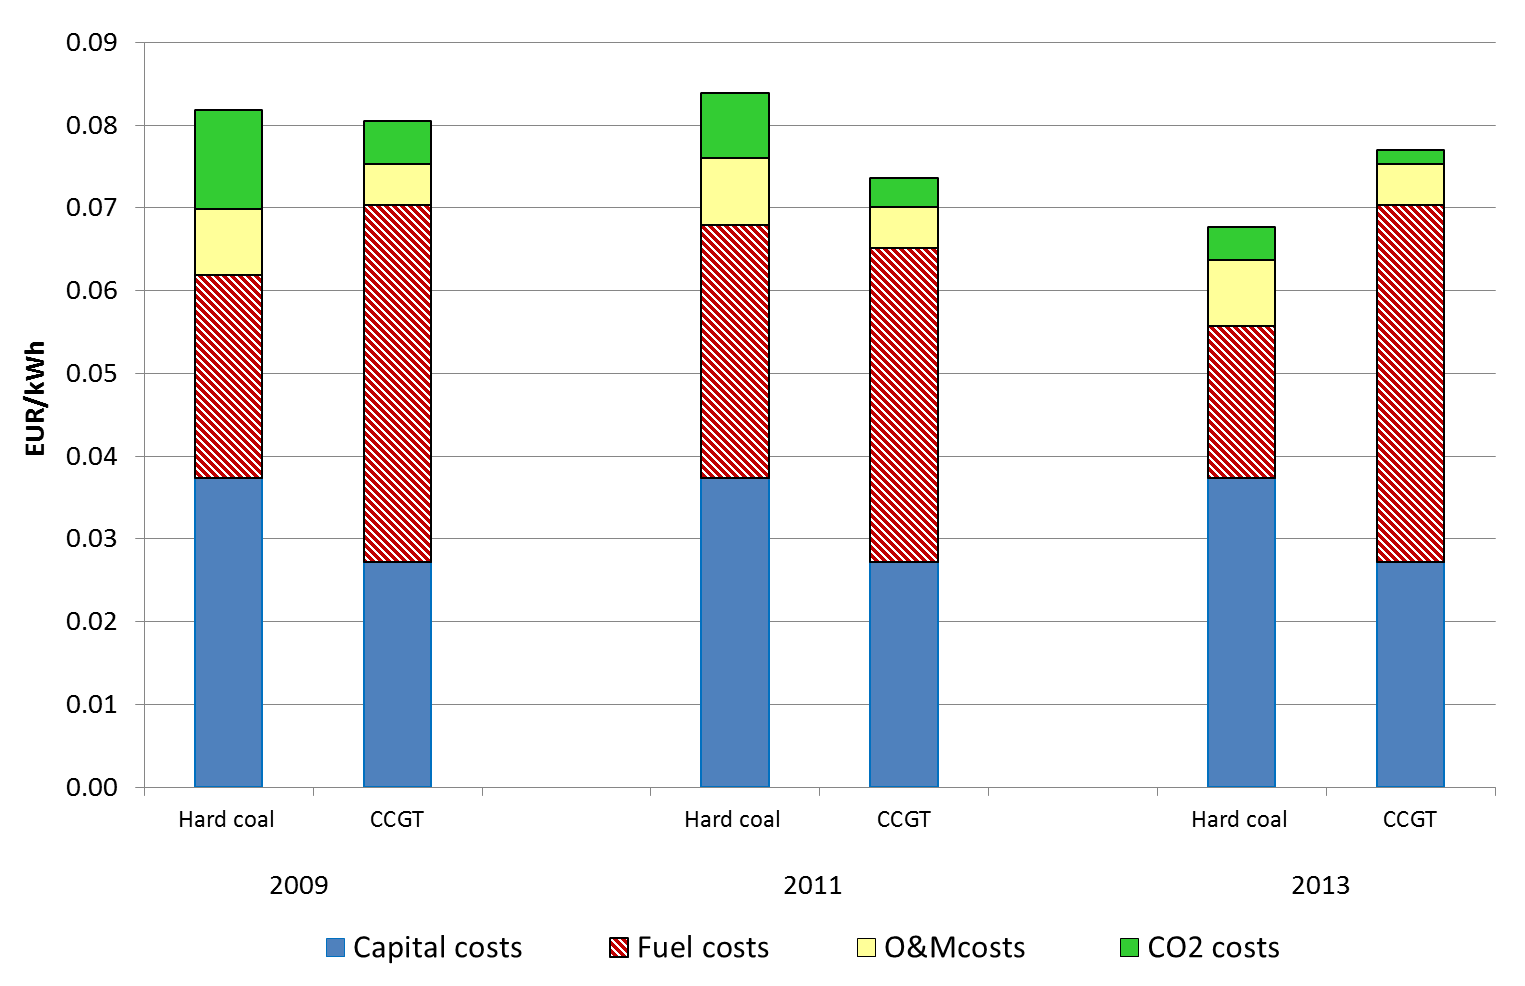 0.09
0.08
0.07
0.06
0.05
0.04
0.03
0.02
0.01
0.00
EUR/kWh
Hard coal CCGT Hard coal CCGT Hard coal CCGT
2009 2011 2013
Capital costs Fuel costs O&Mcosts CO2 costs